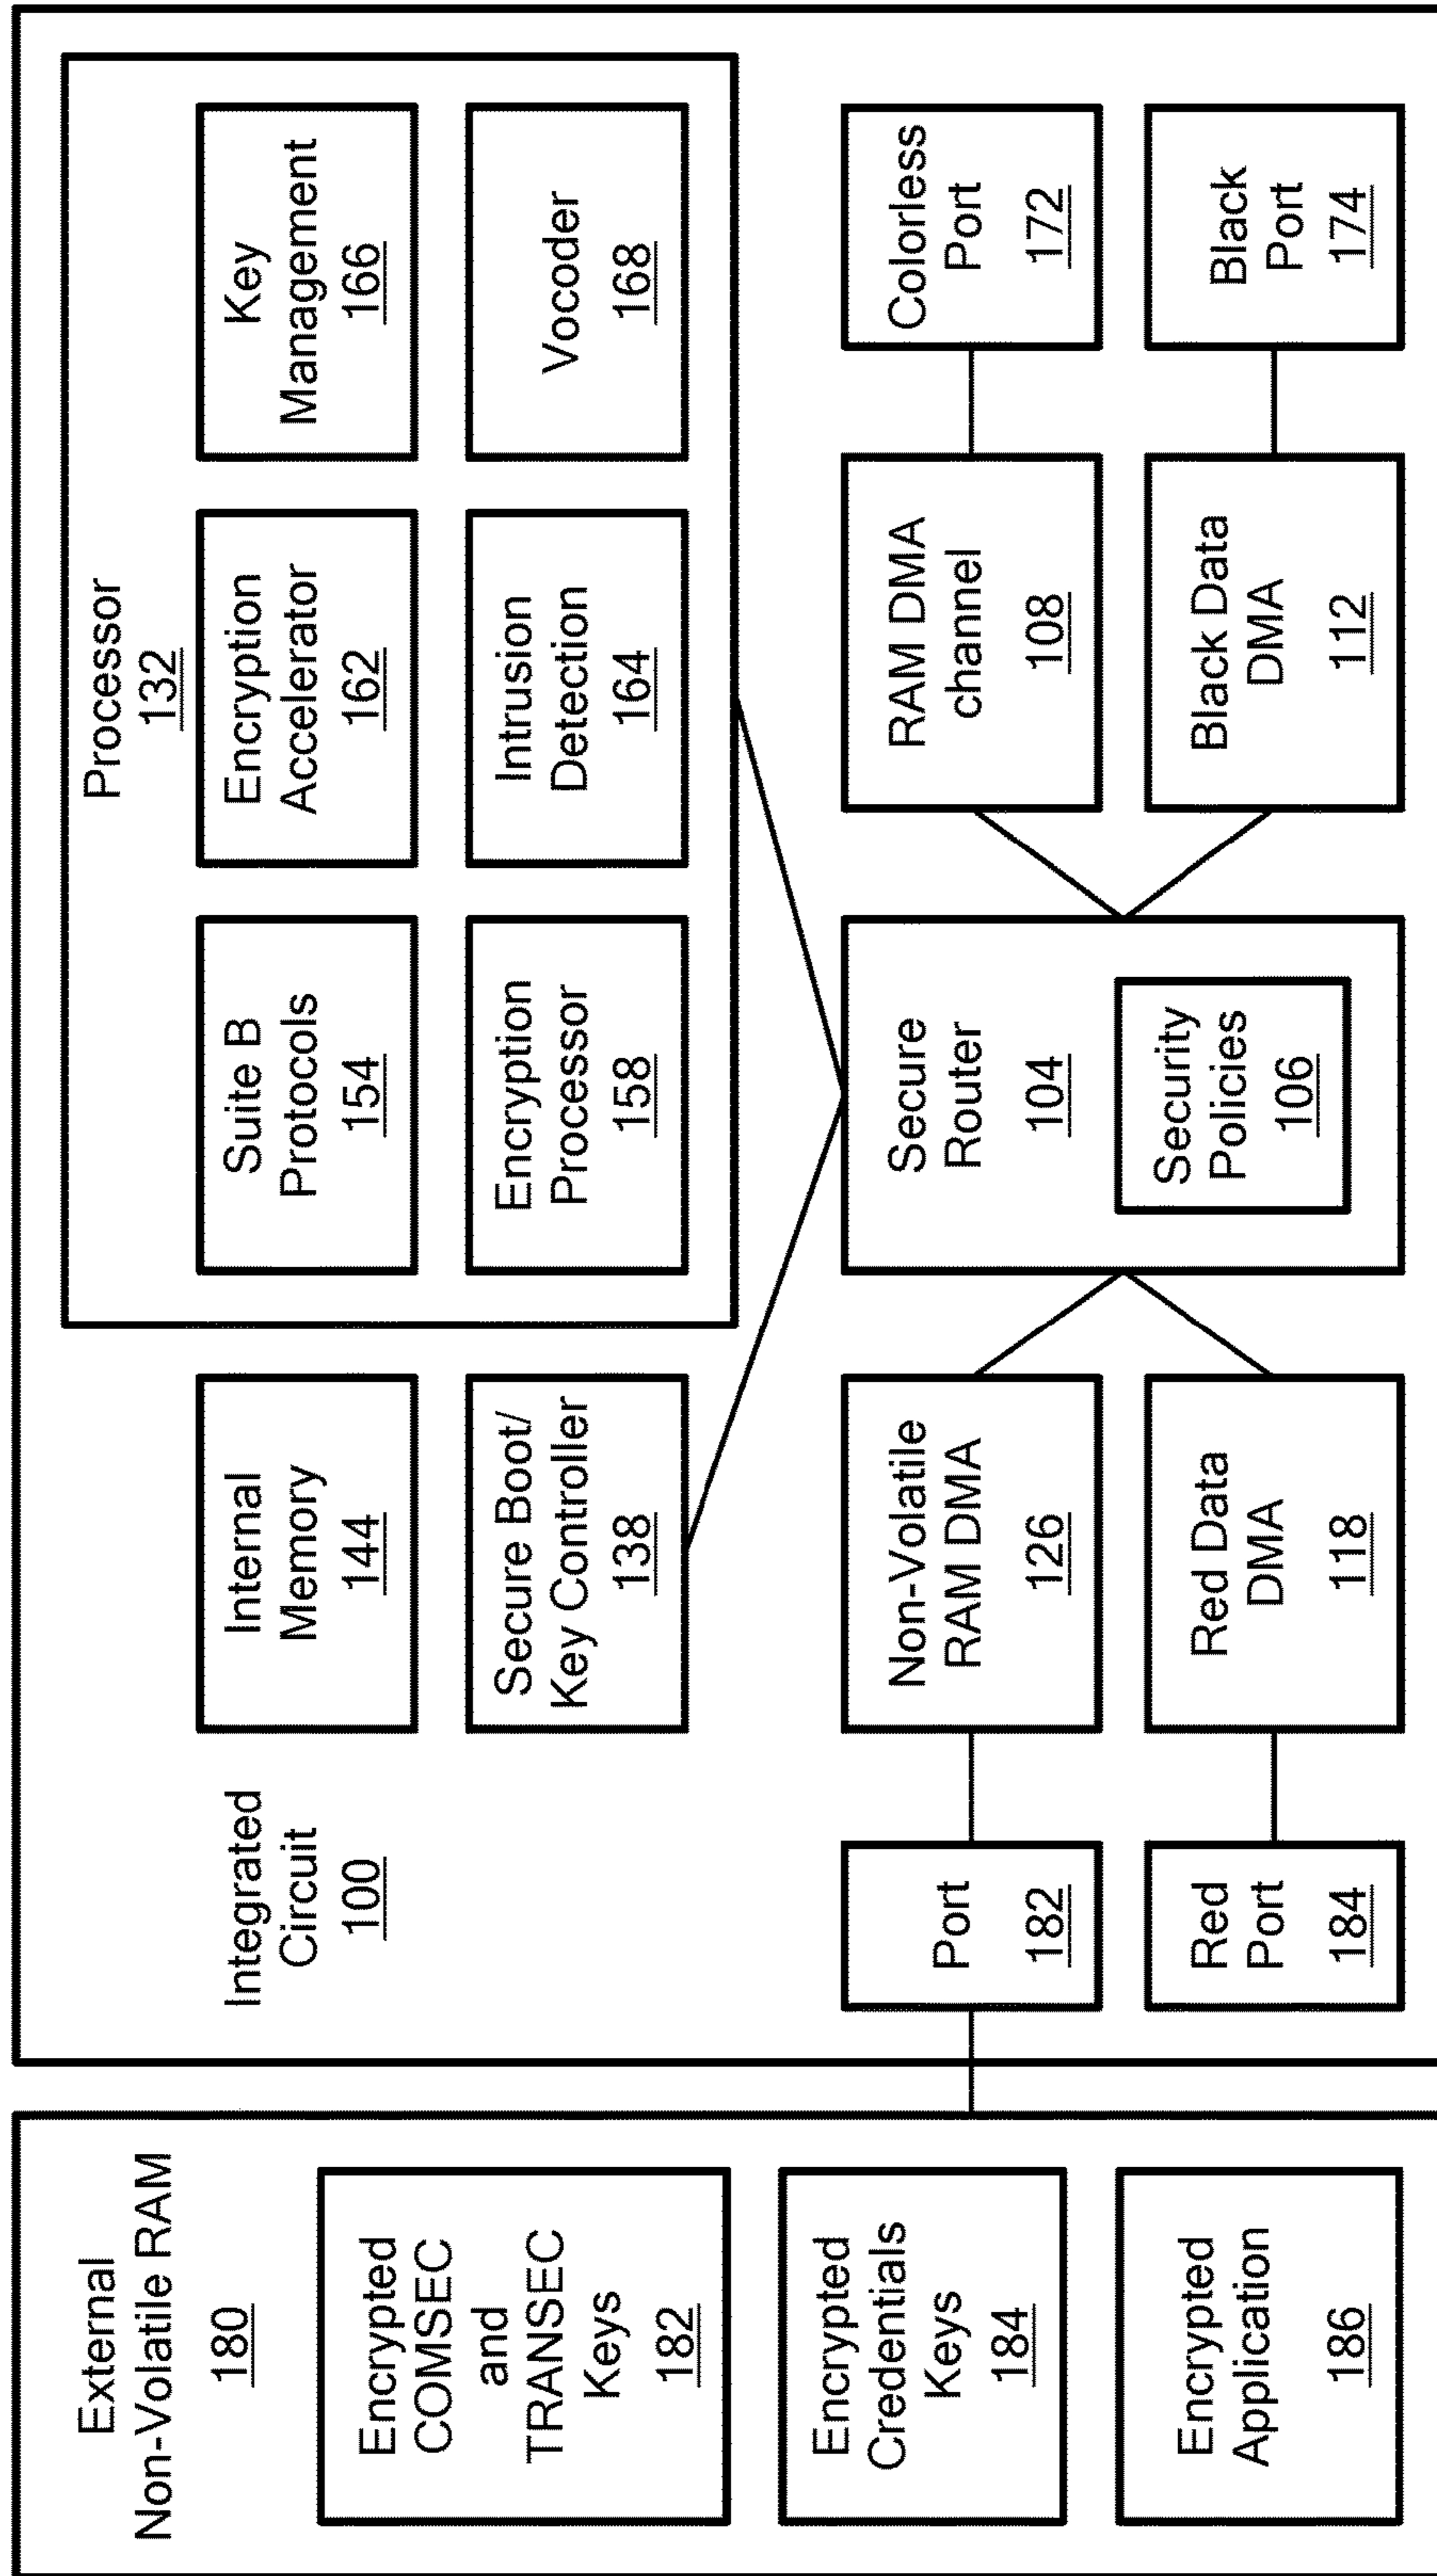 External
Non-Volatile RAM
180
Encrypted
COMSEC
and
TRANSEC
Keys
182
Encrypted
Credentials
Keys
184
Encrypted
Application
186
Integrated
Circuit
100
Internal
Memory
144
Secure Boot/
Key Controller
138
Processor
132
Suite B
Protocols
154
Encryption
Accelerator
162
Key
Management
166
Encryption
Processor
158
Intrusion
Detection
164
Vocoder
168
Port
182
Non-Volatile
RAM DMA
126
Secure
Router
104
Security
Policies
106
RAM DMA
channel
108
Colorless
Port
172
Red
Port
184
Red Data
DMA
118
Black Data
DMA
112
Black
Port
174